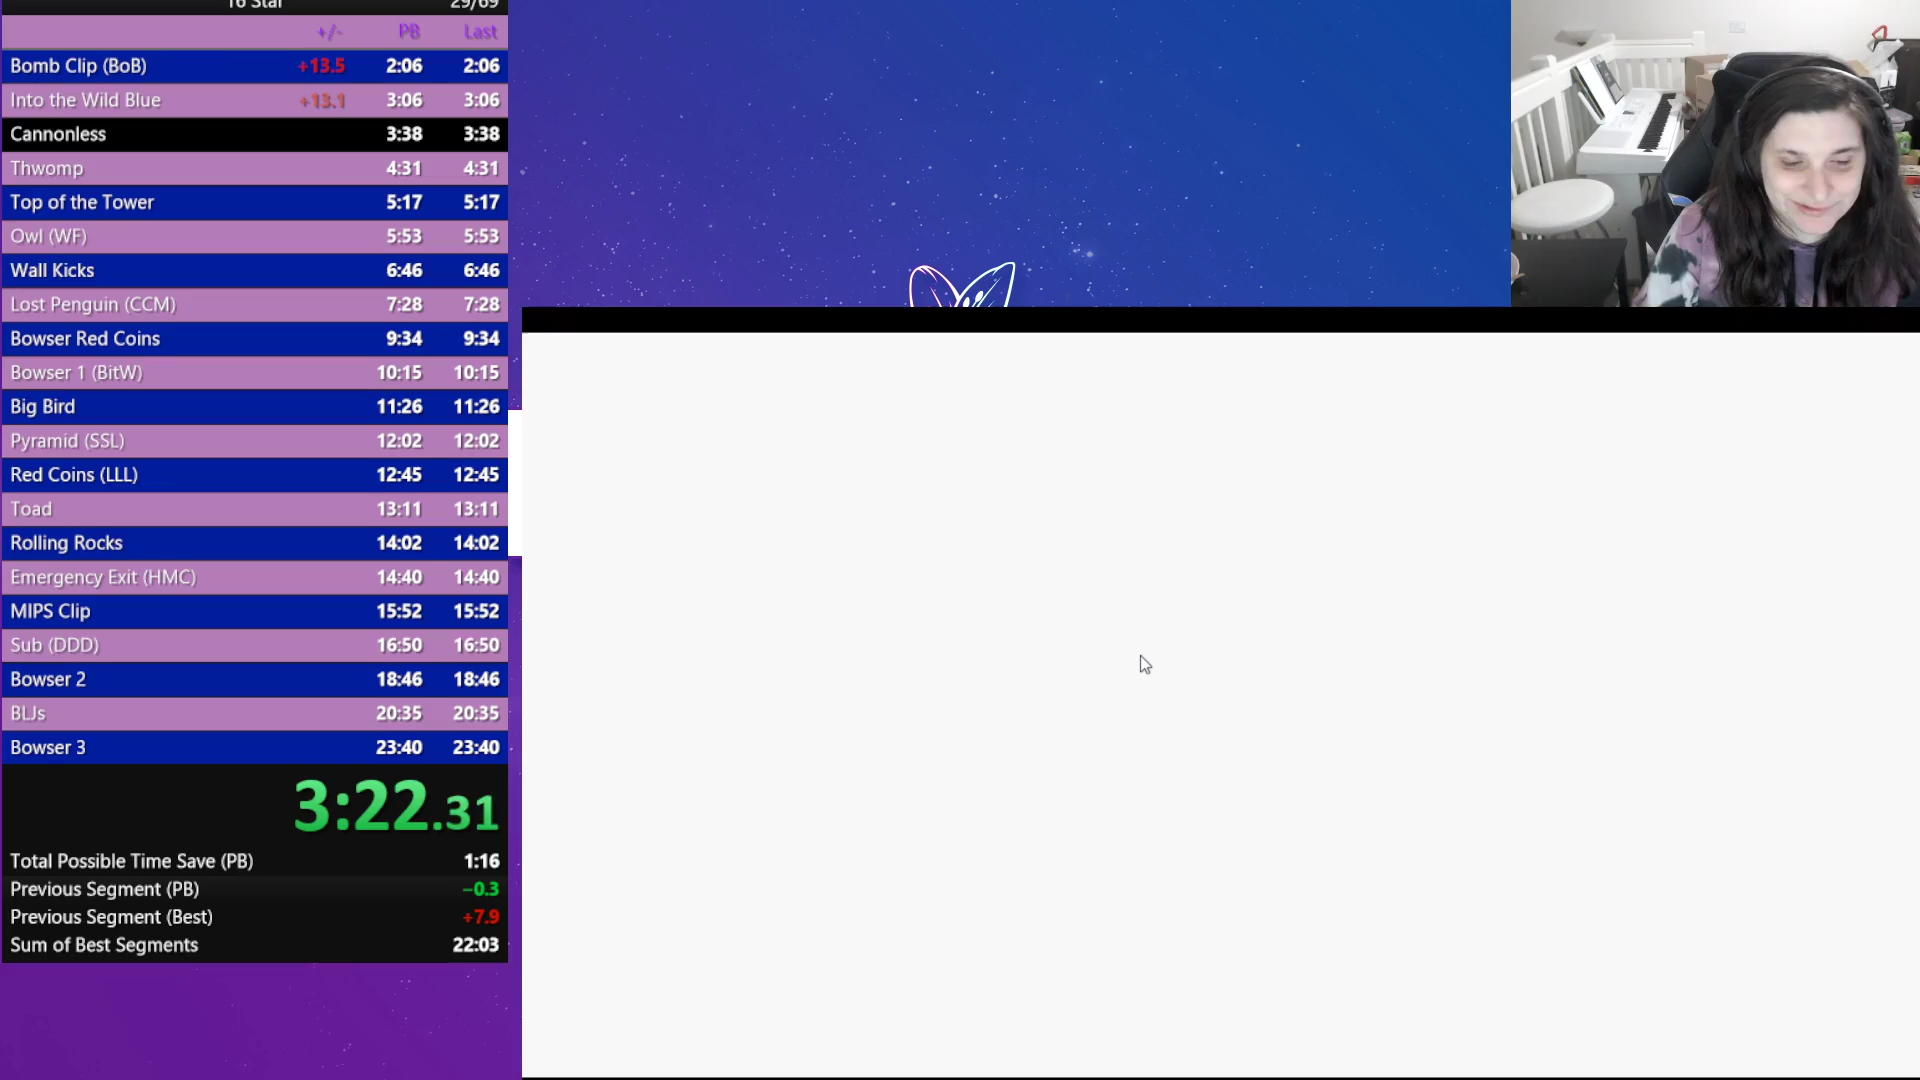 16 Star 29/69
+/- PB Last
Bomb Clip (BoB) +13.5 2:06 2:06
Into the Wild Blue +13.1 3:06 3:06
Cannonless 3:38 3:38
Thwomp 4:31 4:31
Top of the Tower 5:17 5:17
Owl (WF) 5:53 5:53
Wall Kicks 6:46 6:46
Lost Penguin (CCM) 7:28 7:28
Bowser Red Coins 9:34 9:34
Bowser 1 (BitW) 10:15 10:15
Big Bird 11:26 11:26
Pyramid (SSL) 12:02 12:02
Red Coins (LLL) 12:45 12:45
Toad 13:11 13:11
Rolling Rocks 14:02 14:02
Emergency Exit (HMC) 14:40 14:40
MIPS Clip 15:52 15:52
Sub (DDD) 16:50 16:50
Bowser 2 18:46 18:46
BLJs 20:35 20:35
Bowser 3 23:40 23:40
3:22.31
Total Possible Time Save (PB) 1:16
Previous Segment (PB) −0.3
Previous Segment (Best) +7.9
Sum of Best Segments 22:03